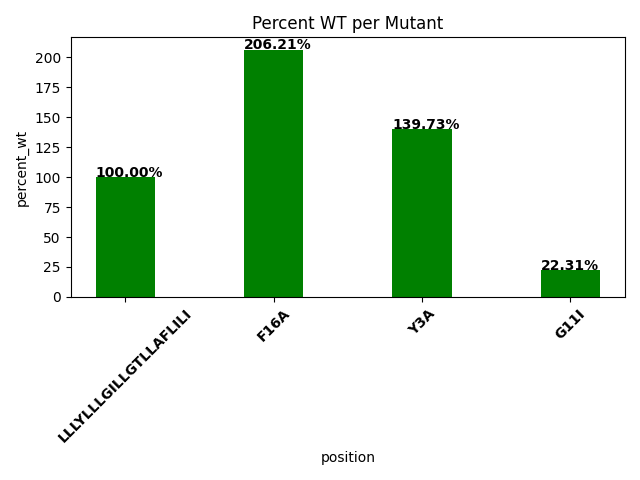 Percent WT per Mutant
percent_wt
200
175
150
125
100
75
50
25
0
100.00%
206.21%
139.73%
22.31%
LLLYLLLGILLGTLLAFLILI
F16A
Y3A
G11I
position